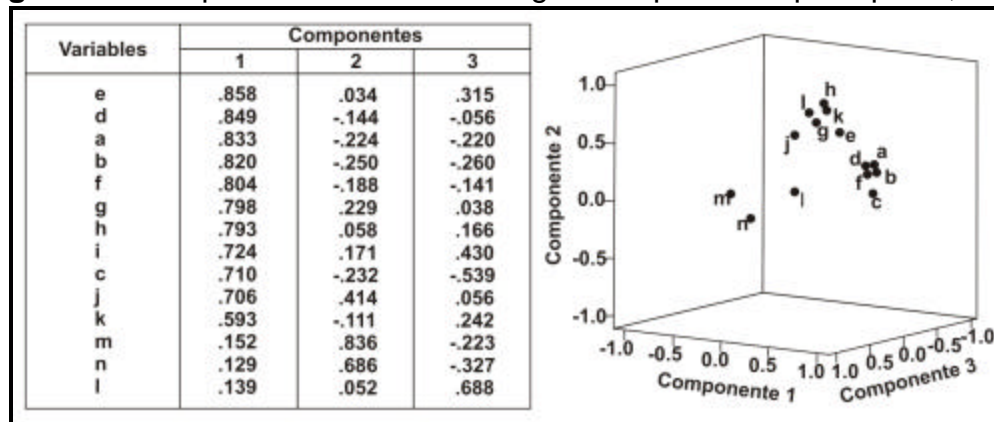 Variables Componentes
1 2 3
e .858 .034 .315
d .849 -.144 -.056
a .833 -.224 -.220
b .820 -.250 -.260
f .804 -.188 -.141
g .798 .229 .038
h .793 .058 .166
i .724 .171 .430
c .710 -.232 -.539
j .706 .414 .056
k .593 -.111 .242
m .152 .836 -.223
n .129 .686 -.327
l .139 .052 .688
Componente 2
1.0
0.5
0.0
-0.5
-1.0
h
l
k
g
e
j
d
a
f
b
c
m
l
n
-1.0 -0.5 0.0 0.5 1.0
Componente 1
1.0 0.5 0.0 -0.5 -1.0
Componente 3